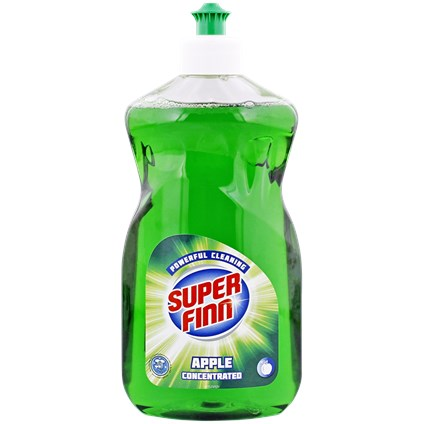 POWERFUL CLEANING
SUPER
FINN
APPLE
CONCENTRATED